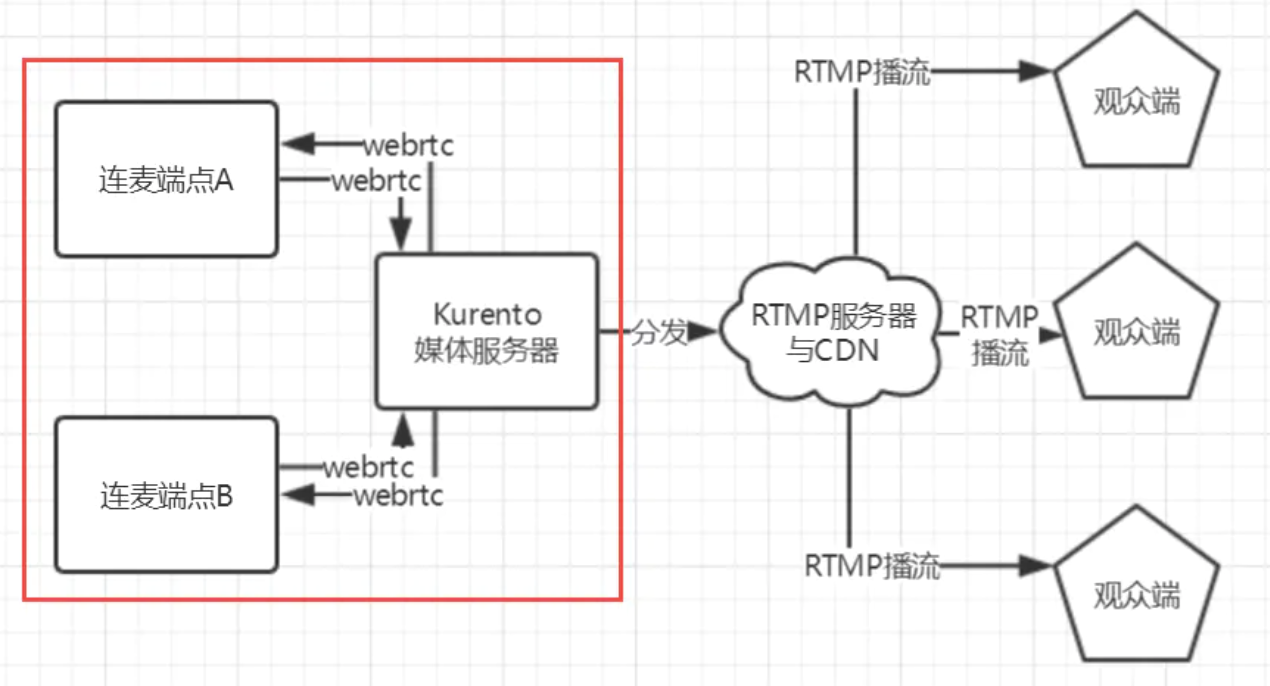 连麦端点A
webrtc
webrtc
Kurento
媒体服务器
连麦端点B
webrtc
webrtc
分发
RTMP服务器
与CDN
RTMP播流
观众端
RTMP
播流
观众端
RTMP播流
观众端